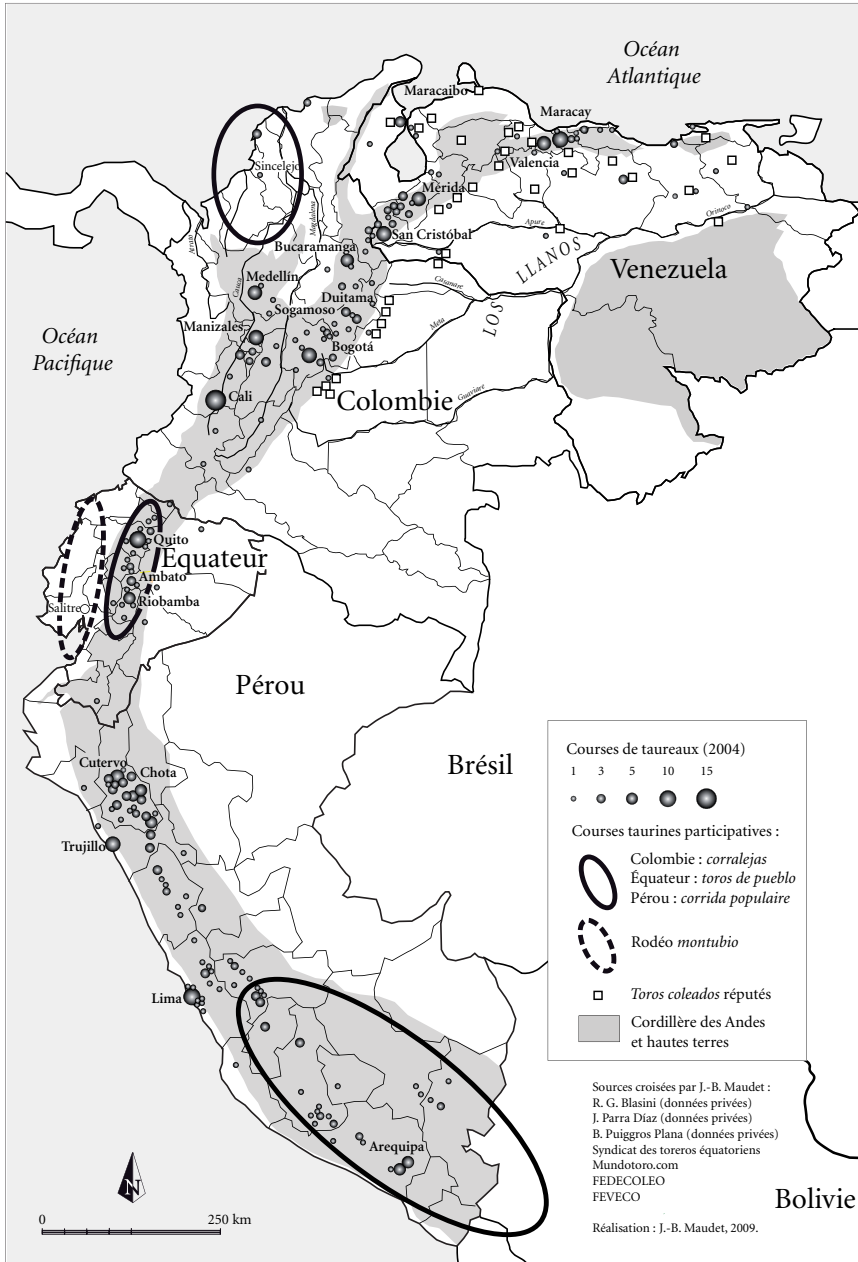 Océan
Atlantique
Maracaibo
Maracay
Valencia
Sincelejo
Mérida
Magdalena
San Cristóbal
Apure
Orinoco
Atrato
Bucaramanga
LLANOS
Venezuela
Medellín
Cauca
Duitama
Casanare
Sogamoso
LOS
Océan
Pacifique
Manizales
Meta
Bogotá
Cali
Colombie
Guaviare
Quito
Equateur
Ambato
Salitre
Riobamba
Pérou
Brésil
Cutervo
Chota
Trujillo
Lima
Arequipa
Bolivie
Courses de taureaux (2004)
1 3 5 10 15
Courses taurines participatives :
Colombie : corralejas
Équateur : toros de pueblo
Pérou : corrida populaire
Rodéo montubio
Toros coleados réputés
Cordillère des Andes
et hautes terres
Sources croisées par J.-B. Maudet :
R. G. Blasini (données privées)
J. Parra Díaz (données privées)
B. Puiggros Plana (données privées)
Syndicat des toreros équatoriens
Mundotoro.com
FEDECOLEO
FEVECO
Réalisation : J.-B. Maudet, 2009.
N
0 250 km